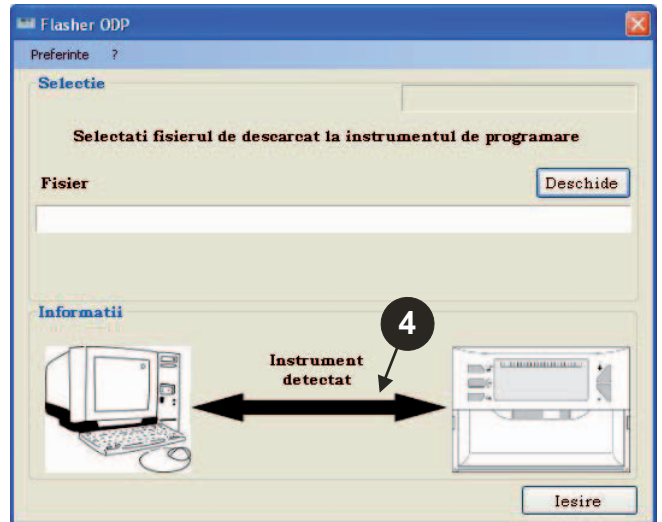 Flasher ODP
Preferinte ?
Selectie
Selectati fisierul de descarcat la instrumentul de programare
Fisier
Deschide
Informatii
4
Instrument
detectat
Iesire